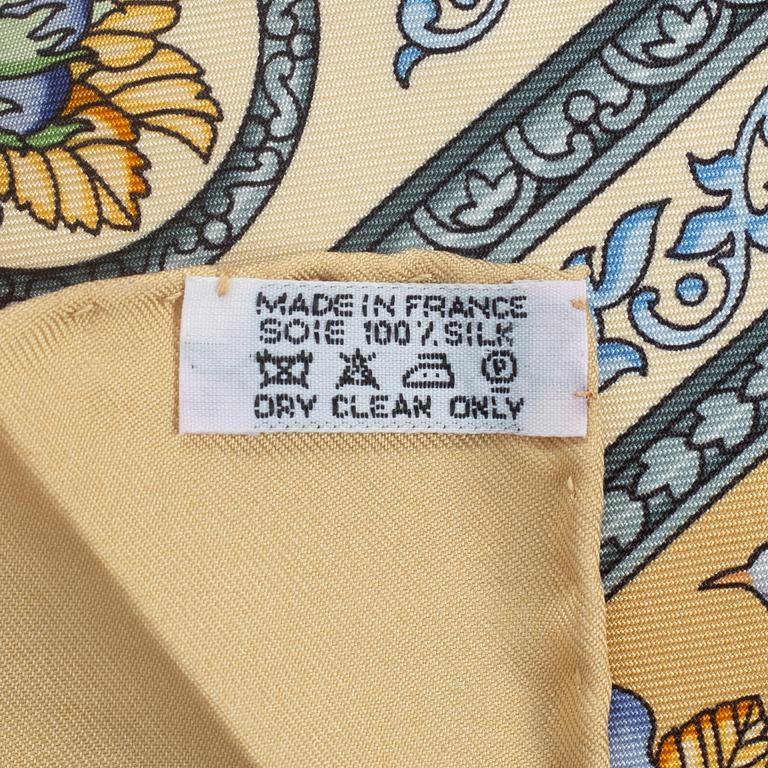 MADE IN FRANCE
SOIE 100% SILK
P
DRY CLEAN ONLY